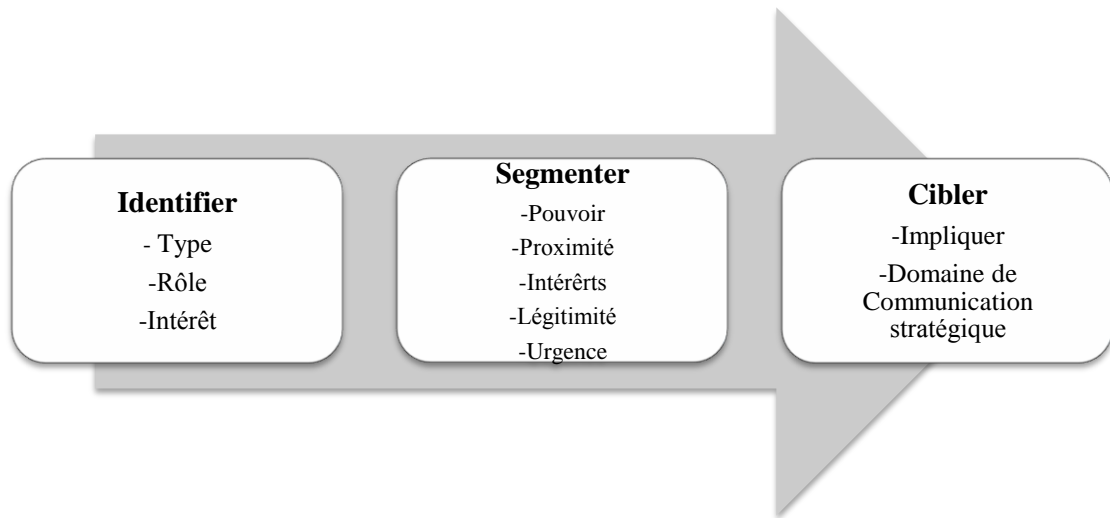 Identifier
- Type
-Rôle
-Intérêt
Segmenter
-Pouvoir
-Proximité
-Intérêrts
-Légitimité
-Urgence
Cibler
-Impliquer
-Domaine de
Communication
stratégique